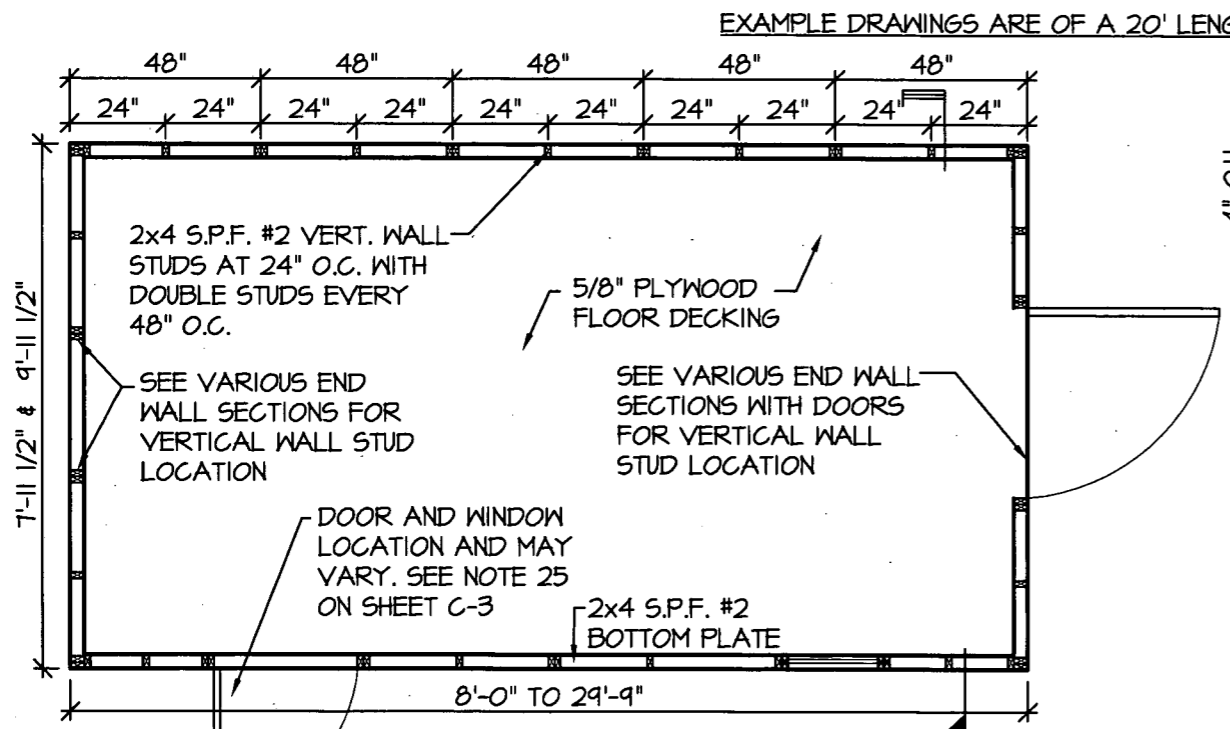 EXAMPLE DRAWINGS ARE OF A 20' LENG
48" 48" 48" 48" 48"
24" 24" 24" 24" 24" 24" 24" 24" 24" 24"
4" O.H.
2x4 S.P.F. #2 VERT. WALL
STUDS AT 24" O.C. WITH
DOUBLE STUDS EVERY
48" O.C.
5/8" PLYWOOD
FLOOR DECKING
7'-11 1/2" & 9'-11 1/2"
SEE VARIOUS END
WALL SECTIONS FOR
VERTICAL WALL STUD
LOCATION
SEE VARIOUS END WALL
SECTIONS WITH DOORS
FOR VERTICAL WALL
STUD LOCATION
DOOR AND WINDOW
LOCATION AND MAY
VARY. SEE NOTE 25
ON SHEET C-3
2x4 S.P.F. #2
BOTTOM PLATE
8'-0" TO 29'-9"